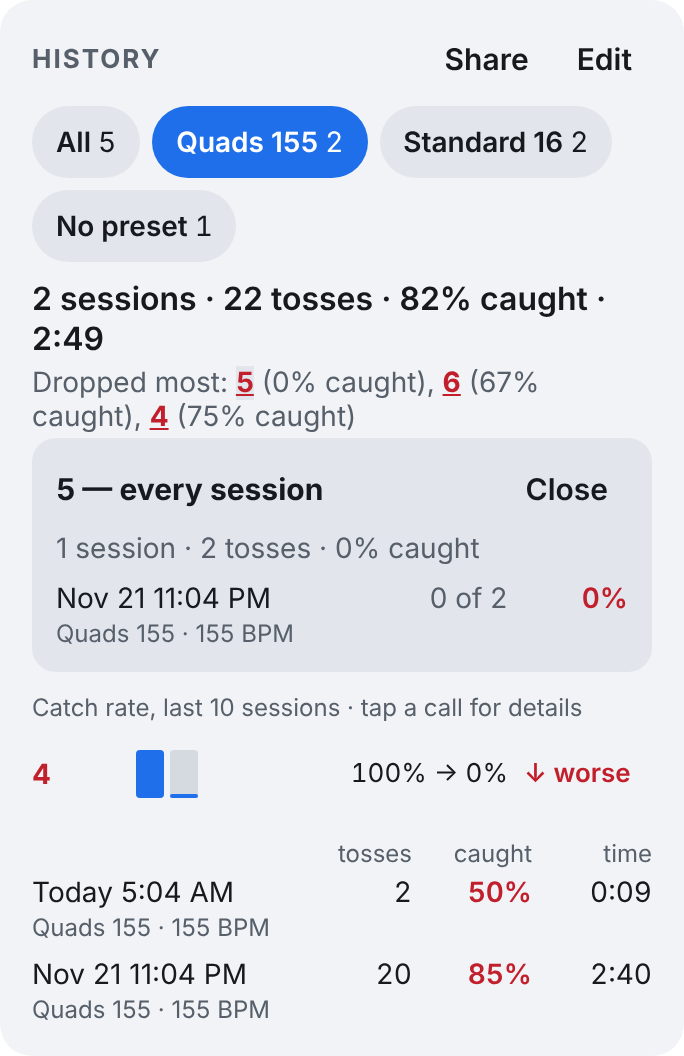 HISTORY Share Edit
All 5 Quads 155 2 Standard 16 2
No preset 1
2 sessions · 22 tosses · 82% caught ·
2:49
Dropped most: 5 (0% caught), 6 (67%
caught), 4 (75% caught)
5 — every session Close
1 session · 2 tosses · 0% caught
Nov 21 11:04 PM 0 of 2 0%
Quads 155 · 155 BPM
Catch rate, last 10 sessions · tap a call for details
4 100% → 0% ↓ worse
tosses caught time
Today 5:04 AM 2 50% 0:09
Quads 155 · 155 BPM
Nov 21 11:04 PM 20 85% 2:40
Quads 155 · 155 BPM